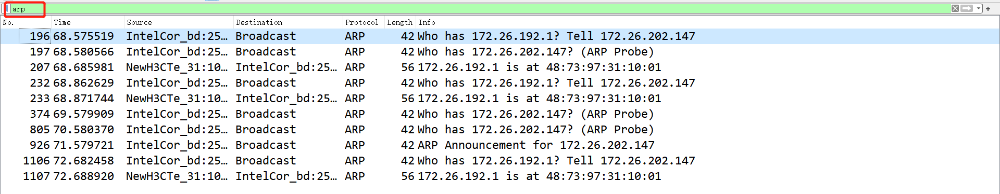 arp
+
No. Time Source Destination Protocol Length Info
196 68.575519 IntelCor_bd:25… Broadcast ARP 42 Who has 172.26.192.1? Tell 172.26.202.147
197 68.580566 IntelCor_bd:25… Broadcast ARP 42 Who has 172.26.202.147? (ARP Probe)
207 68.685981 NewH3CTe_31:10… IntelCor_bd:25… ARP 56 172.26.192.1 is at 48:73:97:31:10:01
232 68.862629 IntelCor_bd:25… Broadcast ARP 42 Who has 172.26.192.1? Tell 172.26.202.147
233 68.871744 NewH3CTe_31:10… IntelCor_bd:25… ARP 56 172.26.192.1 is at 48:73:97:31:10:01
374 69.579909 IntelCor_bd:25… Broadcast ARP 42 Who has 172.26.202.147? (ARP Probe)
805 70.580370 IntelCor_bd:25… Broadcast ARP 42 Who has 172.26.202.147? (ARP Probe)
926 71.579721 IntelCor_bd:25… Broadcast ARP 42 ARP Announcement for 172.26.202.147
1106 72.682458 IntelCor_bd:25… Broadcast ARP 42 Who has 172.26.192.1? Tell 172.26.202.147
1107 72.688920 NewH3CTe_31:10… IntelCor_bd:25… ARP 56 172.26.192.1 is at 48:73:97:31:10:01